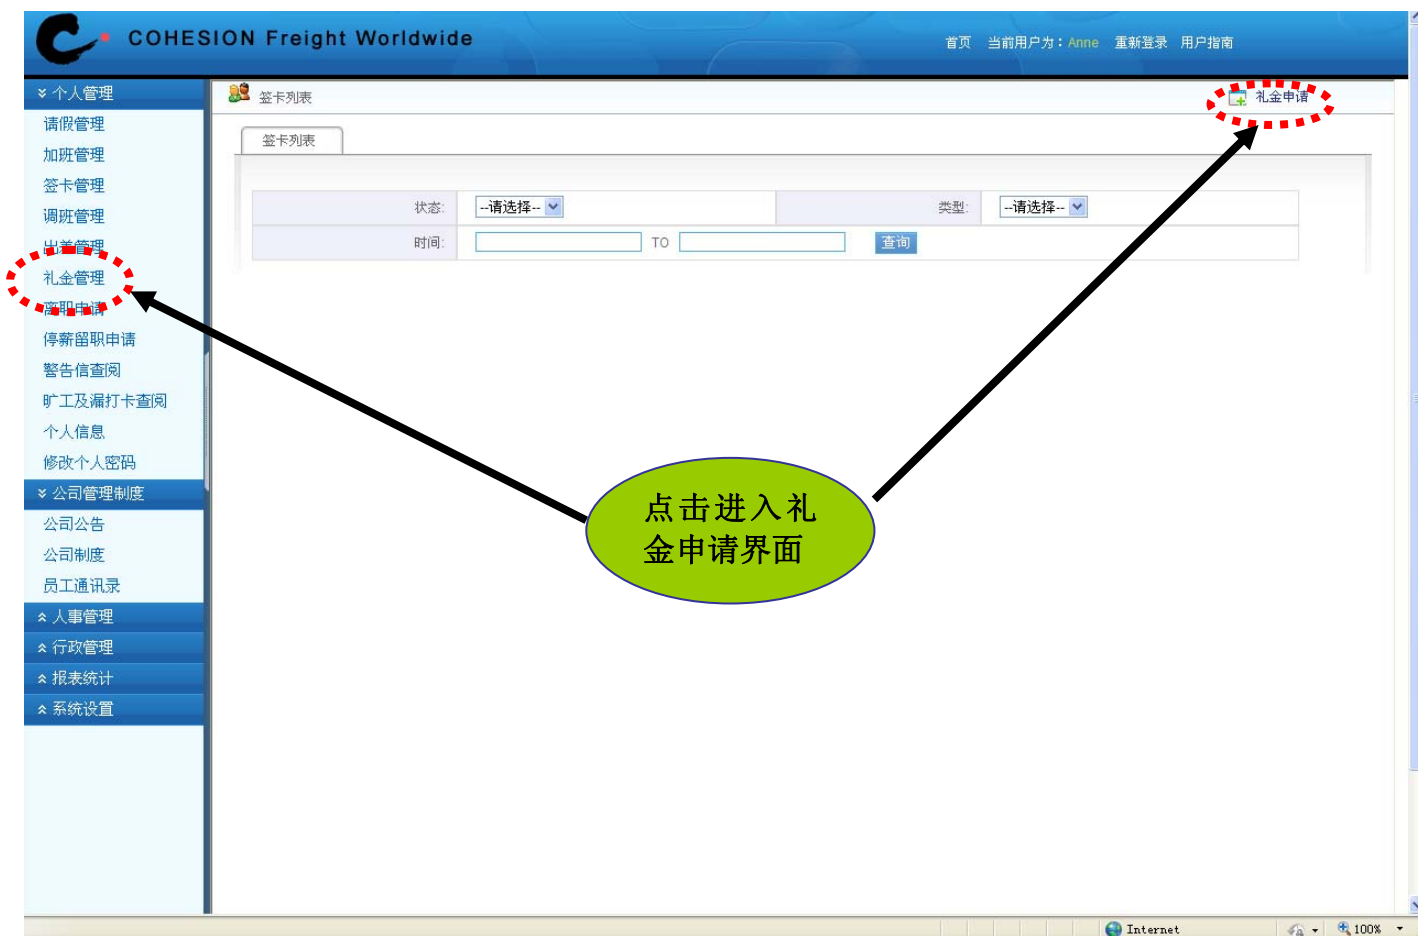 COHESION Freight Worldwide
首页 当前用户为：Anne 重新登录 用户指南
个人管理
请假管理
加班管理
签卡管理
调班管理
出差管理
礼金管理
离职申请
停薪留职申请
警告信查阅
旷工及漏打卡查阅
个人信息
修改个人密码
公司管理制度
公司公告
公司制度
员工通讯录
人事管理
行政管理
报表统计
系统设置
签卡列表
礼金申请
签卡列表
状态: --请选择-- 类型: --请选择--
时间: TO 查询
点击进入礼
金申请界面
Internet 100%